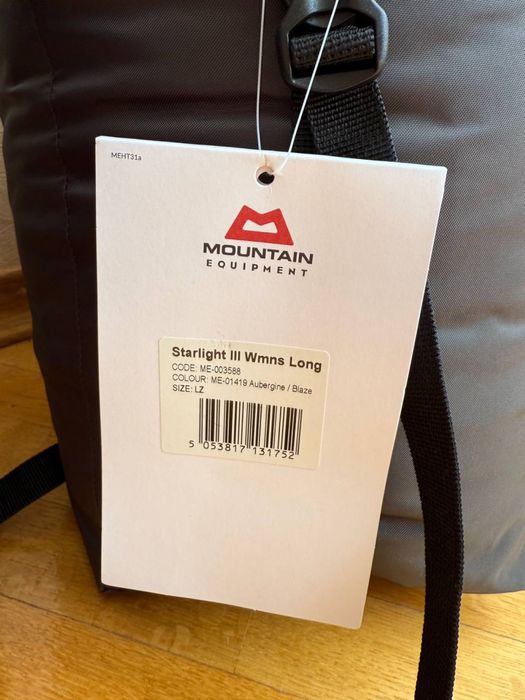 MEHT31a
MOUNTAIN
EQUIPMENT
Starlight III Wmns Long
CODE: ME-003588
COLOUR: ME-01419 Aubergine / Blaze
SIZE: LZ
5 053817 131752